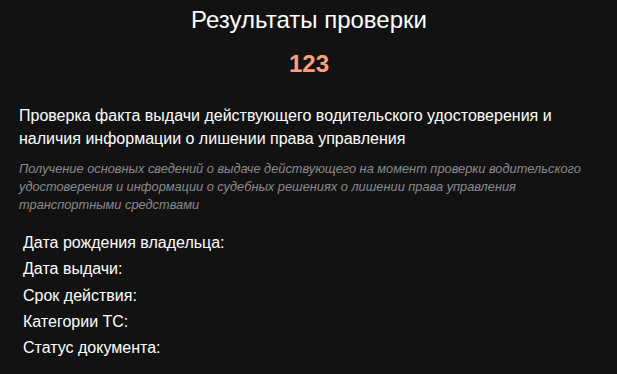 Результаты проверки
123
Проверка факта выдачи действующего водительского удостоверения и
наличия информации о лишении права управления
Получение основных сведений о выдаче действующего на момент проверки водительского
удостоверения и информации о судебных решениях о лишении права управления
транспортными средствами
Дата рождения владельца:
Дата выдачи:
Срок действия:
Категории ТС:
Статус документа: